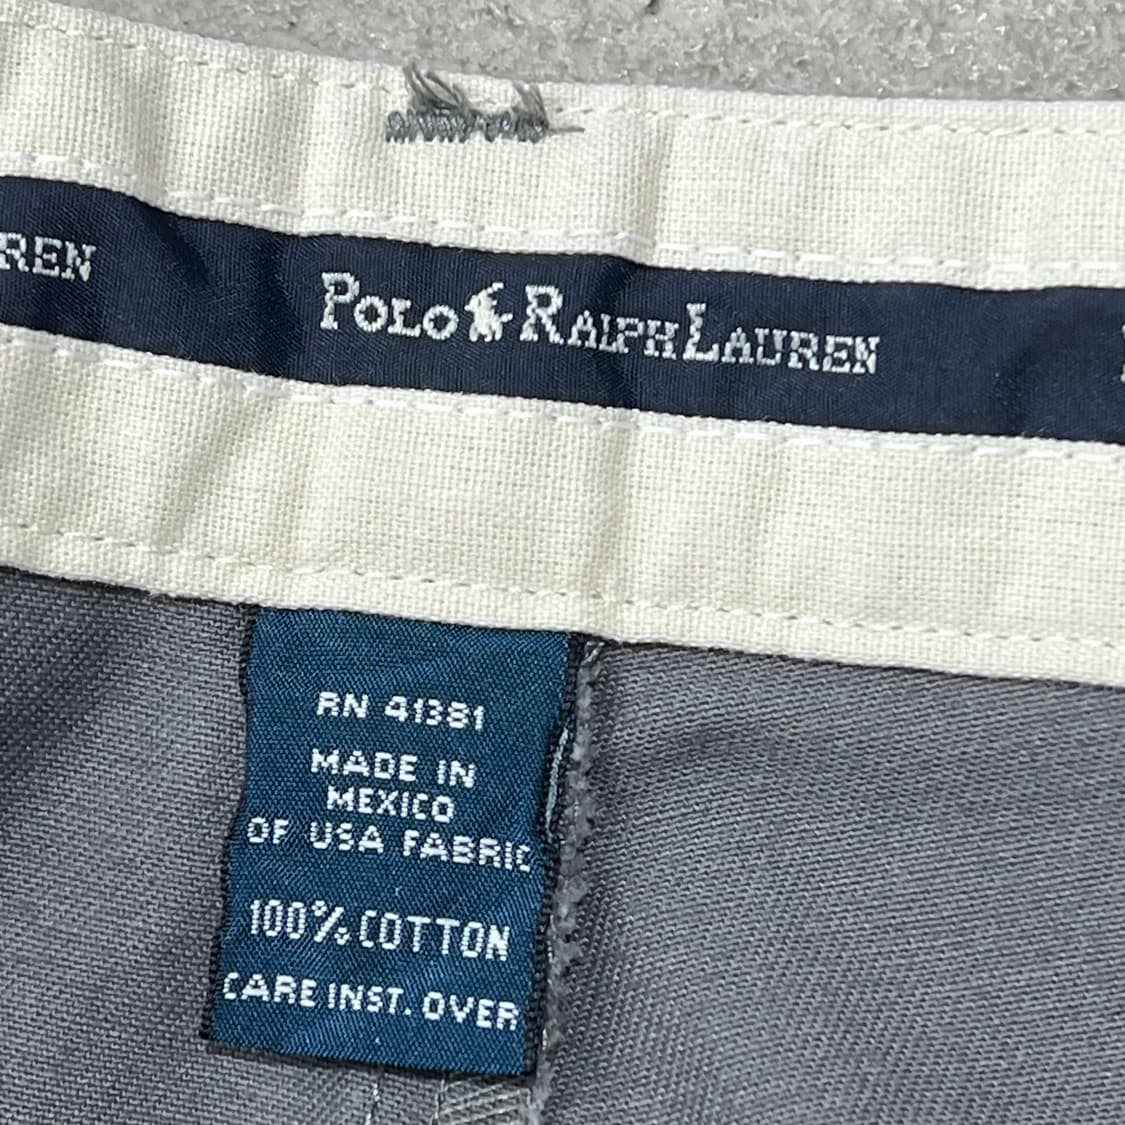 REN
POLO RALPH LAUREN
RN 41381
MADE IN
MEXICO
OF USA FABRIC
100% COTTON
CARE INST. OVER